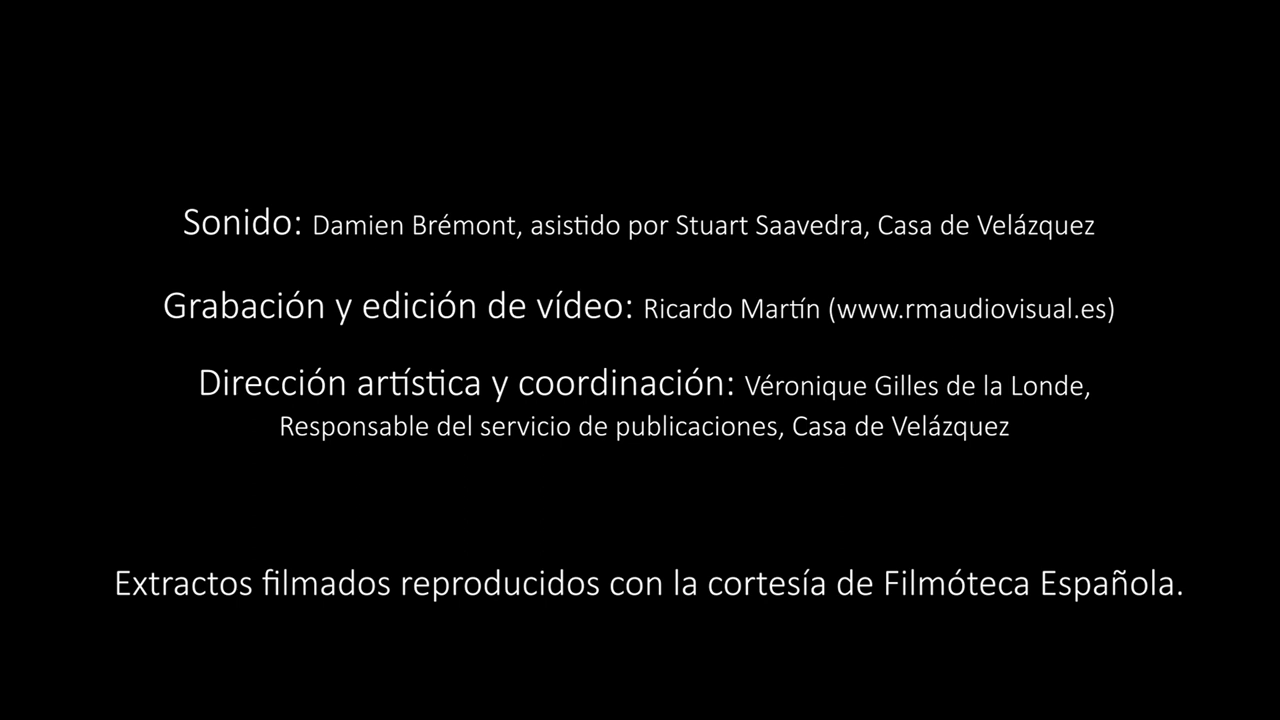 Sonido: Damien Brémont, asistido por Stuart Saavedra, Casa de Velázquez
Grabación y edición de vídeo: Ricardo Martín (www.rmaudiovisual.es)
Dirección artística y coordinación: Véronique Gilles de la Londe,
Responsable del servicio de publicaciones, Casa de Velázquez
Extractos filmados reproducidos con la cortesía de Filmóteca Española.